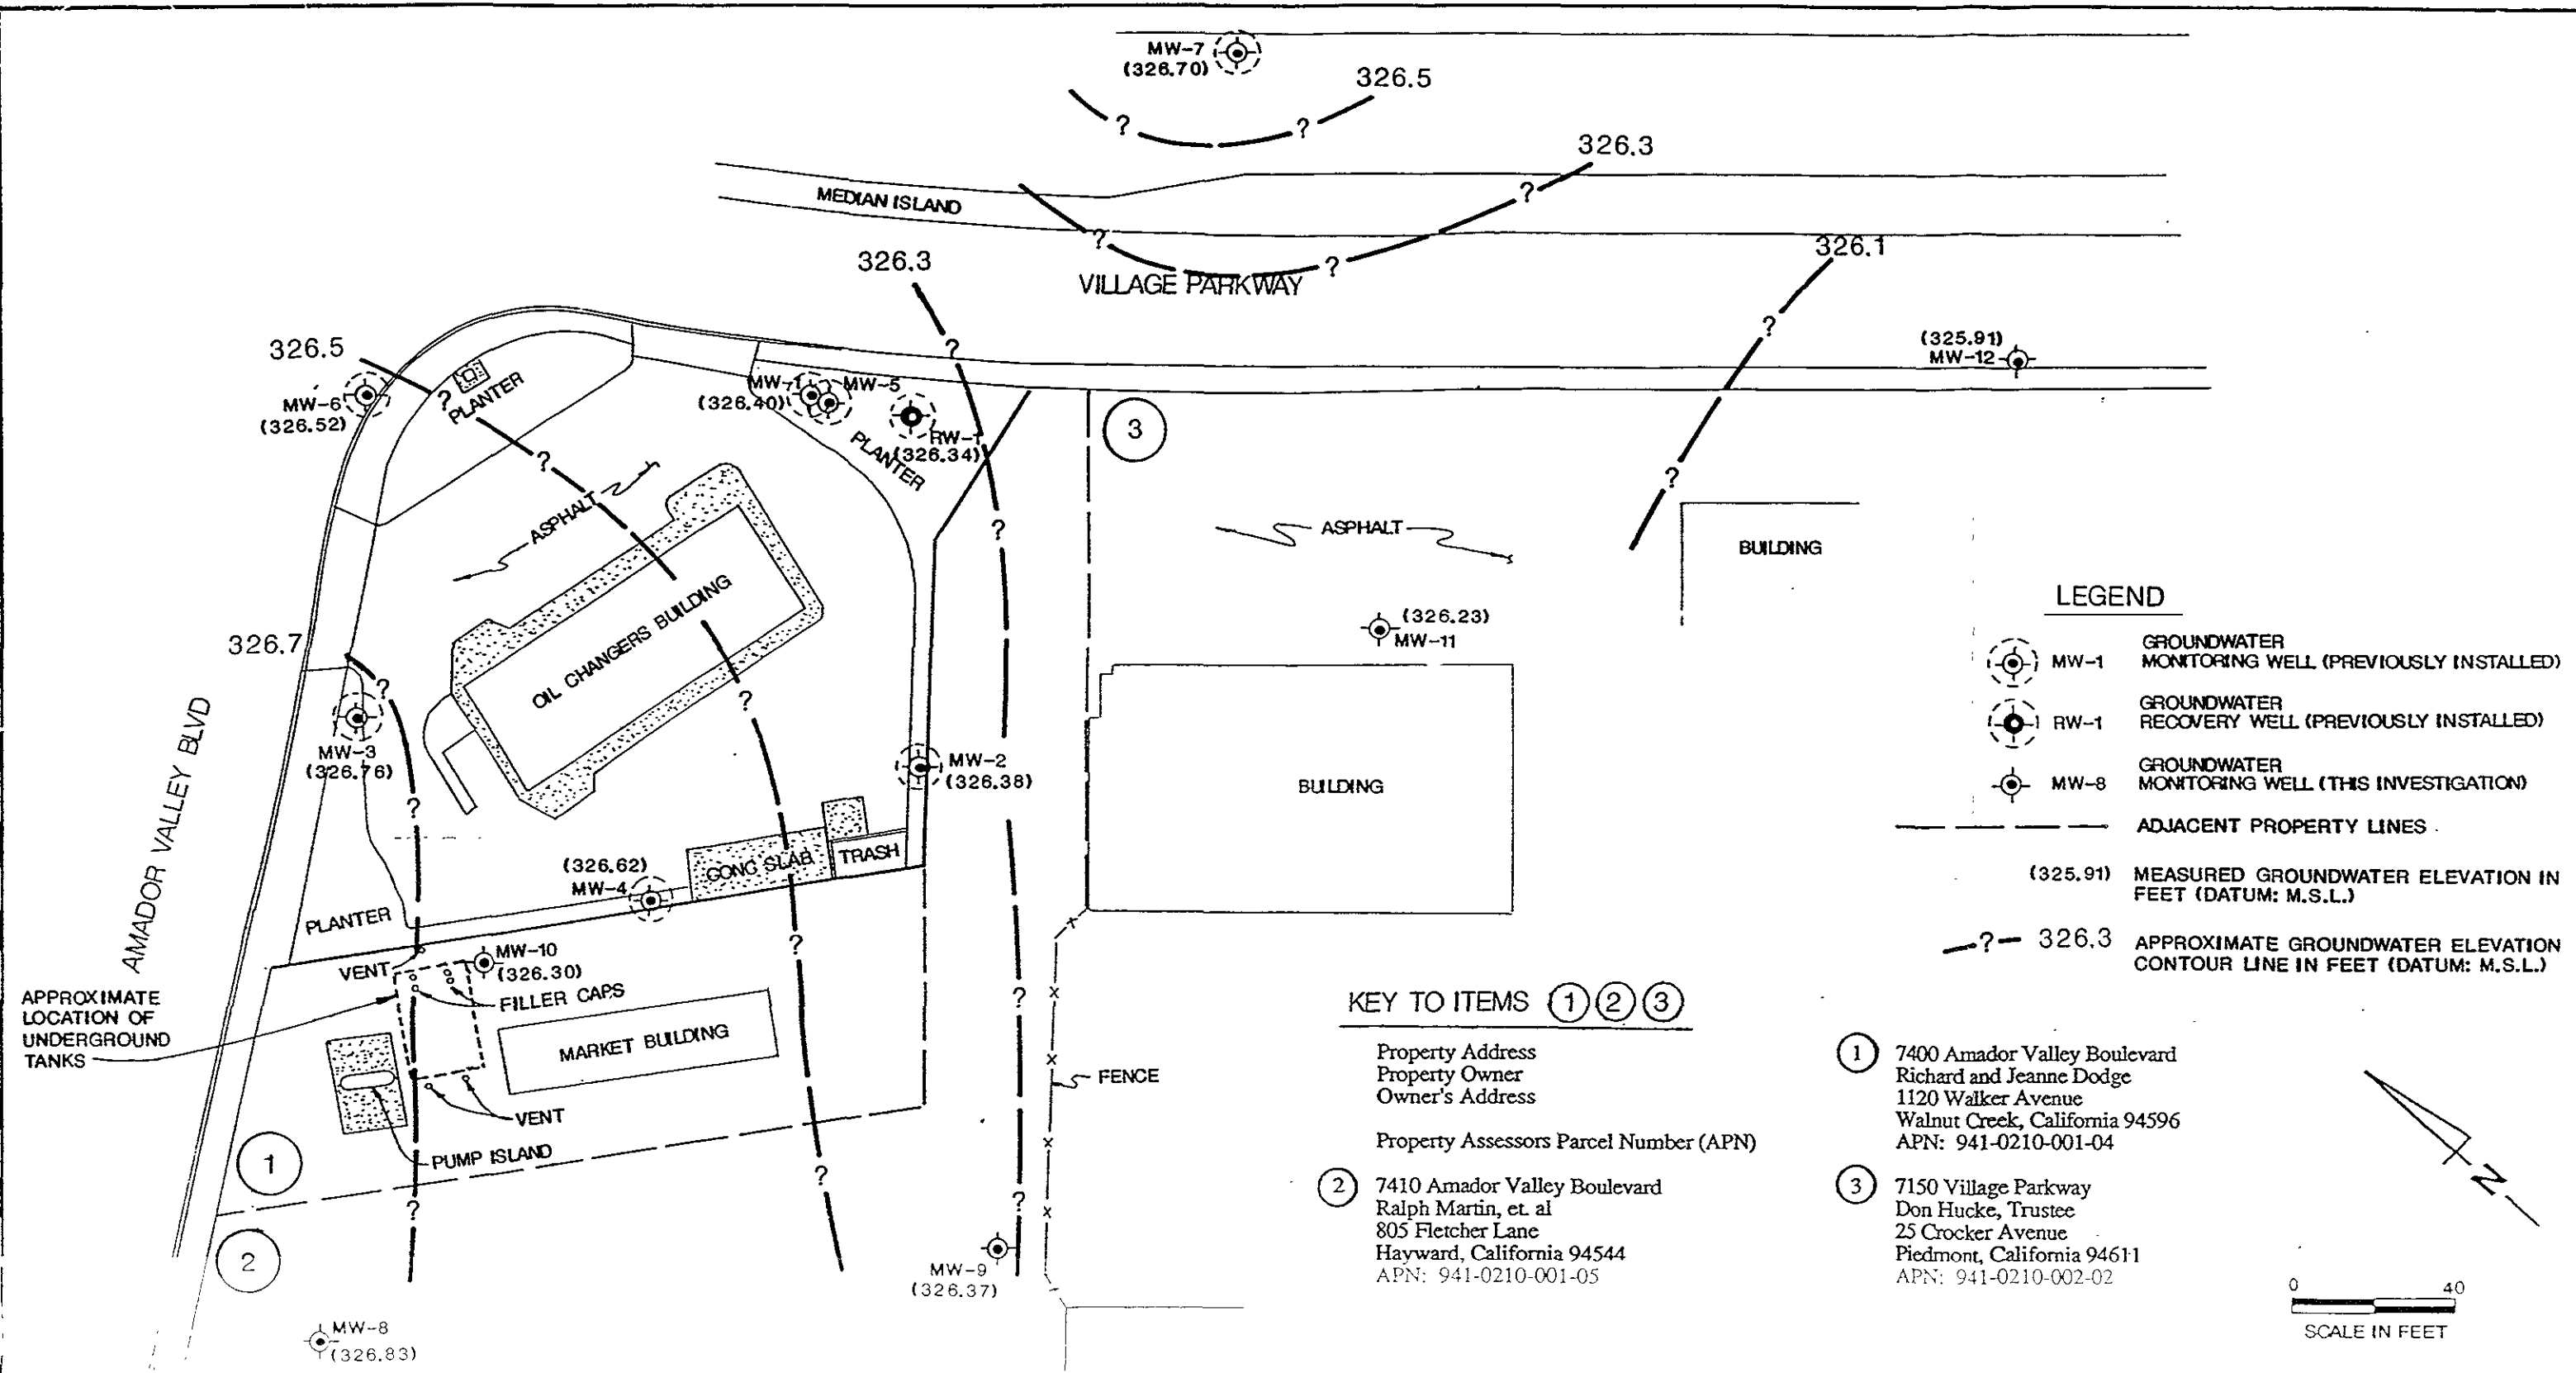 MW-7
(326.70)
326.5
?
?
326.3
?
MEDIAN ISLAND
?
?
326.1
326.3
VILLAGE PARKWAY
?
?
(325.91)
MW-12
326.5
MW-6
(326.52)
?
PLANTER
MW-1
MW-5
(326.40)
RW-1
(326.34)
PLANTER
3
?
?
?
ASPHALT
ASPHALT
BUILDING
OIL CHANGERS BUILDING
326.7
?
?
MW-3
(326.76)
?
AMADOR VALLEY BLVD
(326.23)
MW-11
MW-2
(326.38)
BUILDING
(326.62)
MW-4
CONC SLAB
TRASH
PLANTER
VENT
MW-10
(326.30)
?
FILLER CAPS
APPROXIMATE
LOCATION OF
UNDERGROUND
TANKS
MARKET BUILDING
?
FENCE
VENT
PUMP ISLAND
1
?
?
?
2
MW-9
(326.37)
MW-8
(326.83)
LEGEND
MW-1
GROUNDWATER
MONITORING WELL (PREVIOUSLY INSTALLED)
RW-1
GROUNDWATER
RECOVERY WELL (PREVIOUSLY INSTALLED)
MW-8
GROUNDWATER
MONITORING WELL (THIS INVESTIGATION)
ADJACENT PROPERTY LINES
(325.91) MEASURED GROUNDWATER ELEVATION IN
FEET (DATUM: M.S.L.)
? 326.3 APPROXIMATE GROUNDWATER ELEVATION
CONTOUR LINE IN FEET (DATUM: M.S.L.)
KEY TO ITEMS 1 2 3
Property Address
Property Owner
Owner's Address
Property Assessors Parcel Number (APN)
1 7400 Amador Valley Boulevard
Richard and Jeanne Dodge
1120 Walker Avenue
Walnut Creek, California 94596
APN: 941-0210-001-04
2 7410 Amador Valley Boulevard
Ralph Martin, et. al
805 Fletcher Lane
Hayward, California 94544
APN: 941-0210-001-05
3 7150 Village Parkway
Don Hucke, Trustee
25 Crocker Avenue
Piedmont, California 94611
APN: 941-0210-002-02
N
0 40
SCALE IN FEET